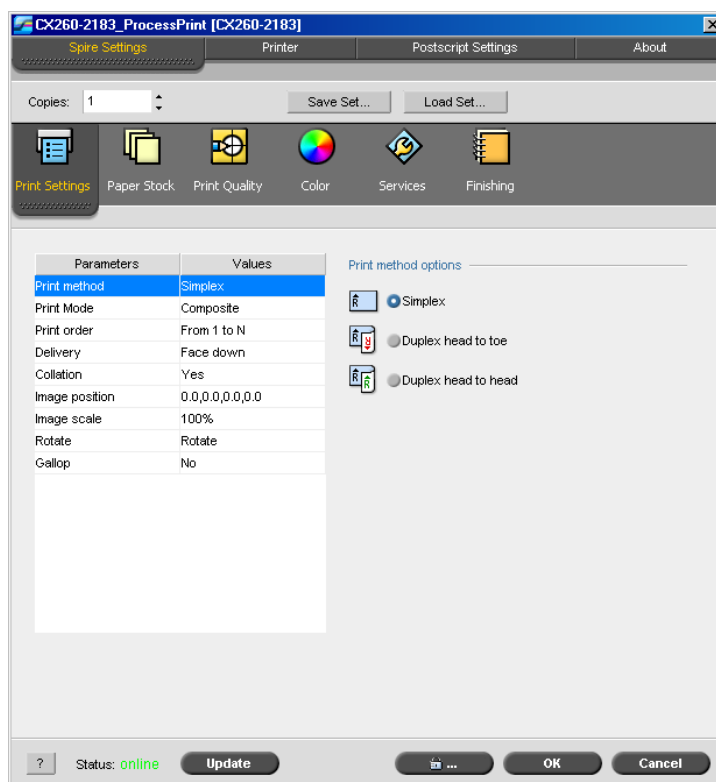 CX260-2183_ProcessPrint [CX260-2183]
Spire Settings Printer Postscript Settings About
Copies: 1 Save Set... Load Set...
Print Settings Paper Stock Print Quality Color Services Finishing
Parameters Values
Print method Simplex
Print Mode Composite
Print order From 1 to N
Delivery Face down
Collation Yes
Image position 0.0,0.0,0.0,0.0
Image scale 100%
Rotate Rotate
Gallop No
Print method options
R Simplex
R R Duplex head to toe
R R Duplex head to head
? Status: online Update ... OK Cancel